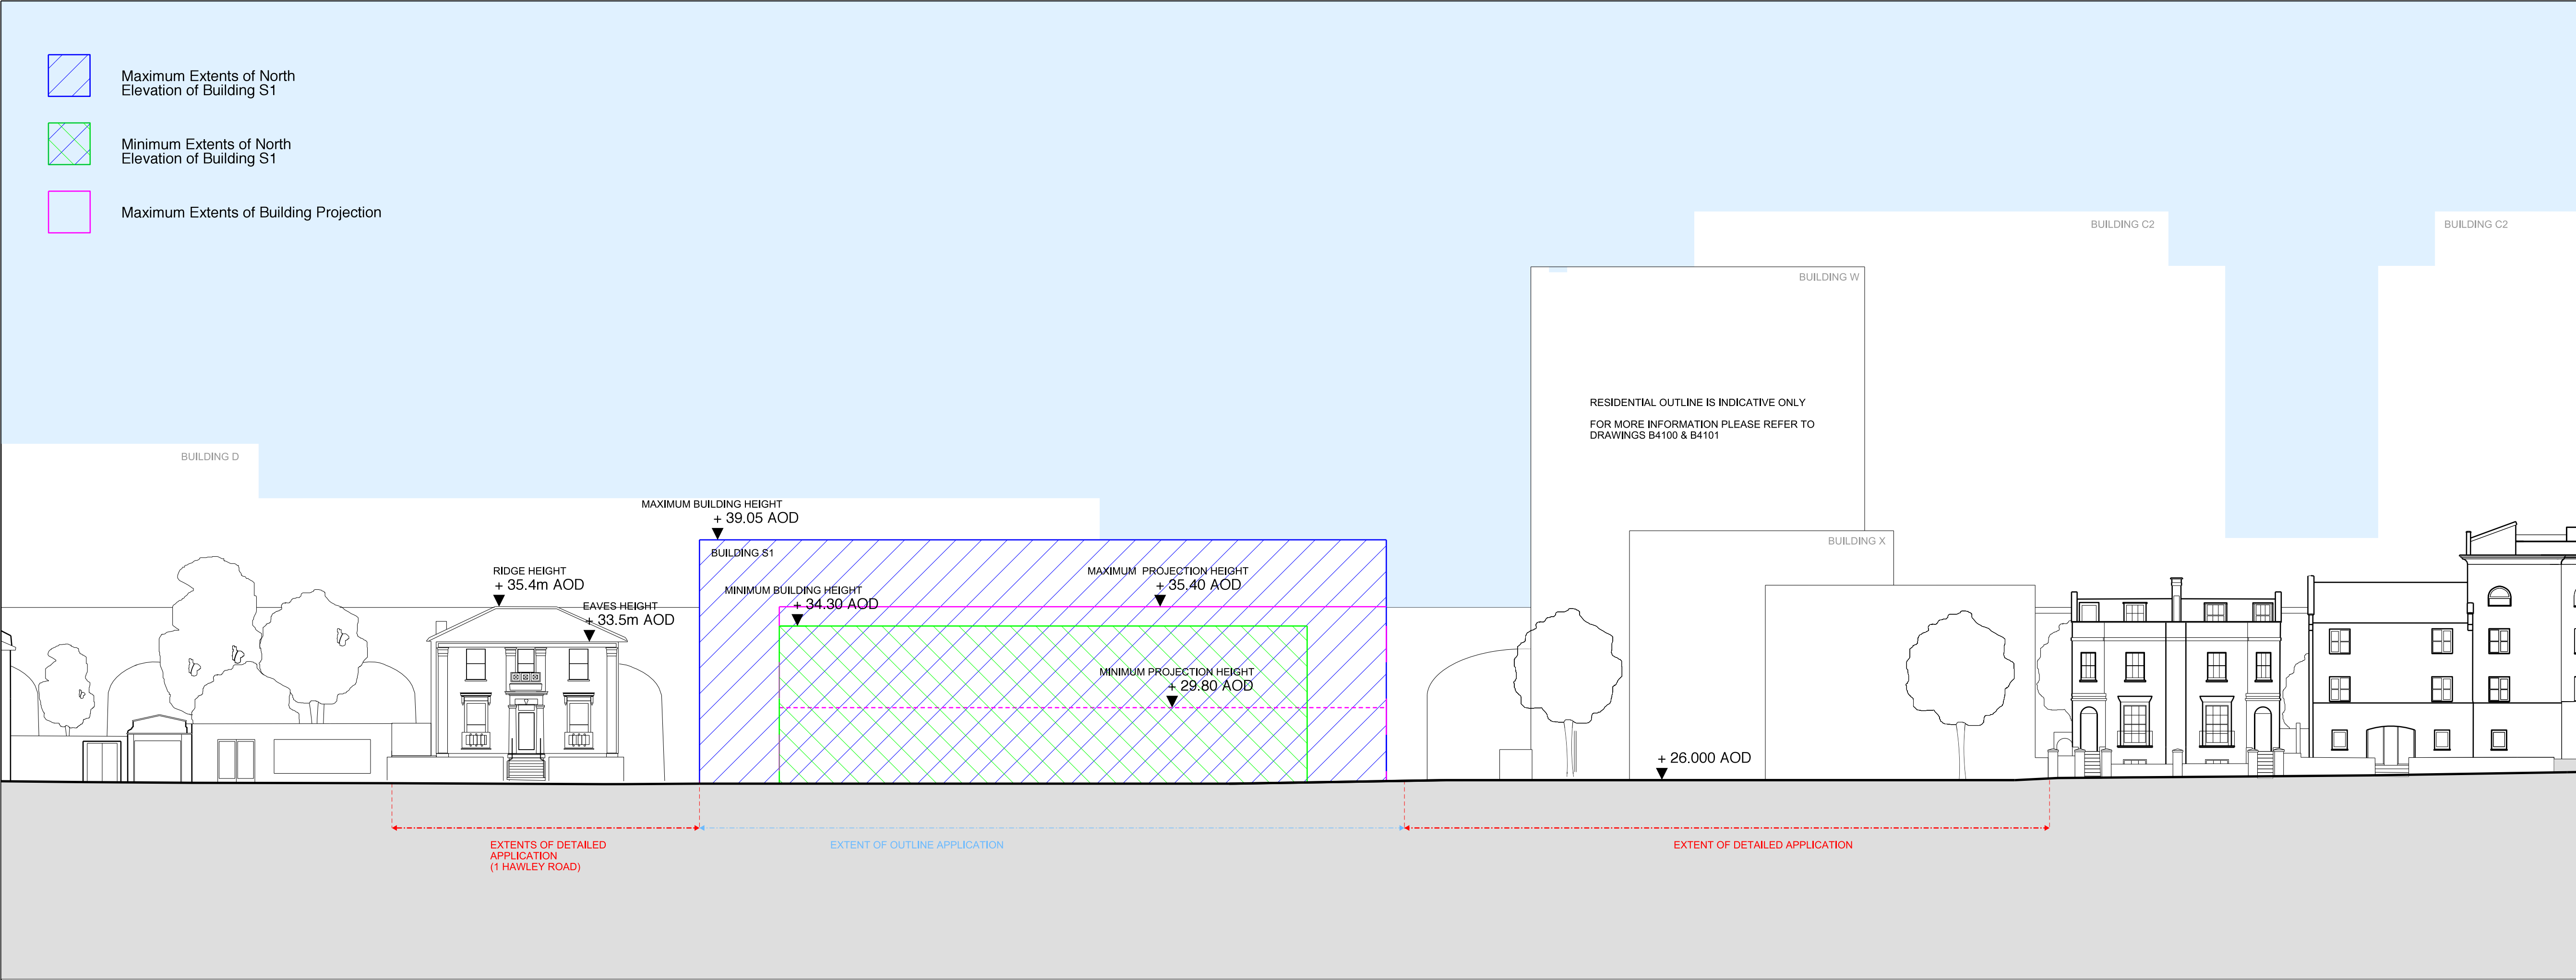 Maximum Extents of North
Elevation of Building S1
Minimum Extents of North
Elevation of Building S1
Maximum Extents of Building Projection
BUILDING C2
BUILDING C2
BUILDING W
RESIDENTIAL OUTLINE IS INDICATIVE ONLY
FOR MORE INFORMATION PLEASE REFER TO
DRAWINGS B4100 & B4101
BUILDING D
MAXIMUM BUILDING HEIGHT
+ 39.05 AOD
BUILDING S1
BUILDING X
RIDGE HEIGHT
+ 35.4m AOD
MAXIMUM PROJECTION HEIGHT
+ 35.40 AOD
MINIMUM BUILDING HEIGHT
+ 34.30 AOD
EAVES HEIGHT
+ 33.5m AOD
MINIMUM PROJECTION HEIGHT
+ 29.80 AOD
+ 26.000 AOD
EXTENTS OF DETAILED
APPLICATION
(1 HAWLEY ROAD)
EXTENT OF OUTLINE APPLICATION
EXTENT OF DETAILED APPLICATION